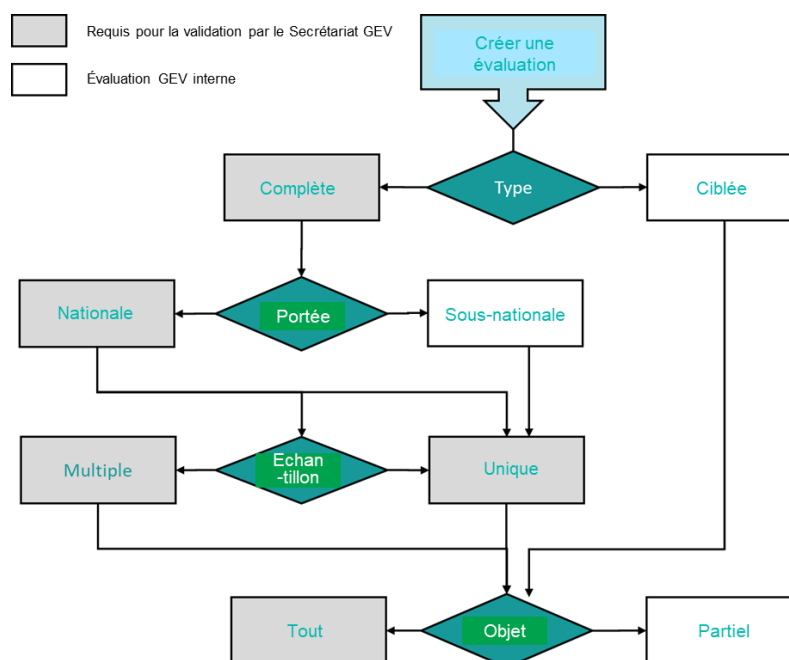 Requis pour la validation par le Secrétariat GEV
Créer une
évaluation
Évaluation GEV interne
Complète
Type
Ciblée
Nationale
Portée
Sous-nationale
Multiple
Echan
-tillon
Unique
Tout
Objet
Partiel